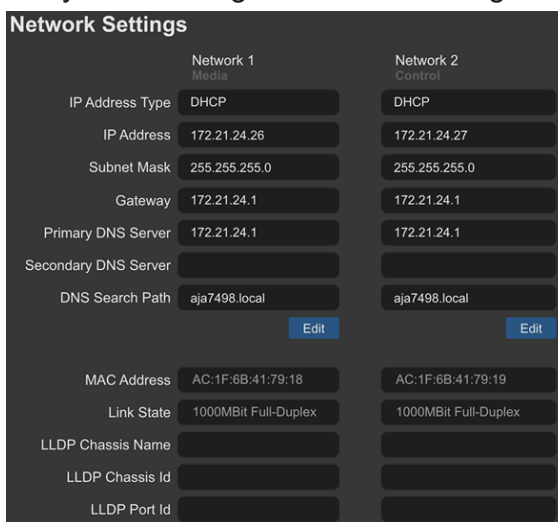 Network Settings
Network 1 Network 2
Media Control
IP Address Type DHCP DHCP
IP Address 172.21.24.26 172.21.24.27
Subnet Mask 255.255.255.0 255.255.255.0
Gateway 172.21.24.1 172.21.24.1
Primary DNS Server 172.21.24.1 172.21.24.1
Secondary DNS Server
DNS Search Path aja7498.local aja7498.local
Edit Edit
MAC Address AC:1F:6B:41:79:18 AC:1F:6B:41:79:19
Link State 1000MBit Full-Duplex 1000MBit Full-Duplex
LLDP Chassis Name
LLDP Chassis Id
LLDP Port Id